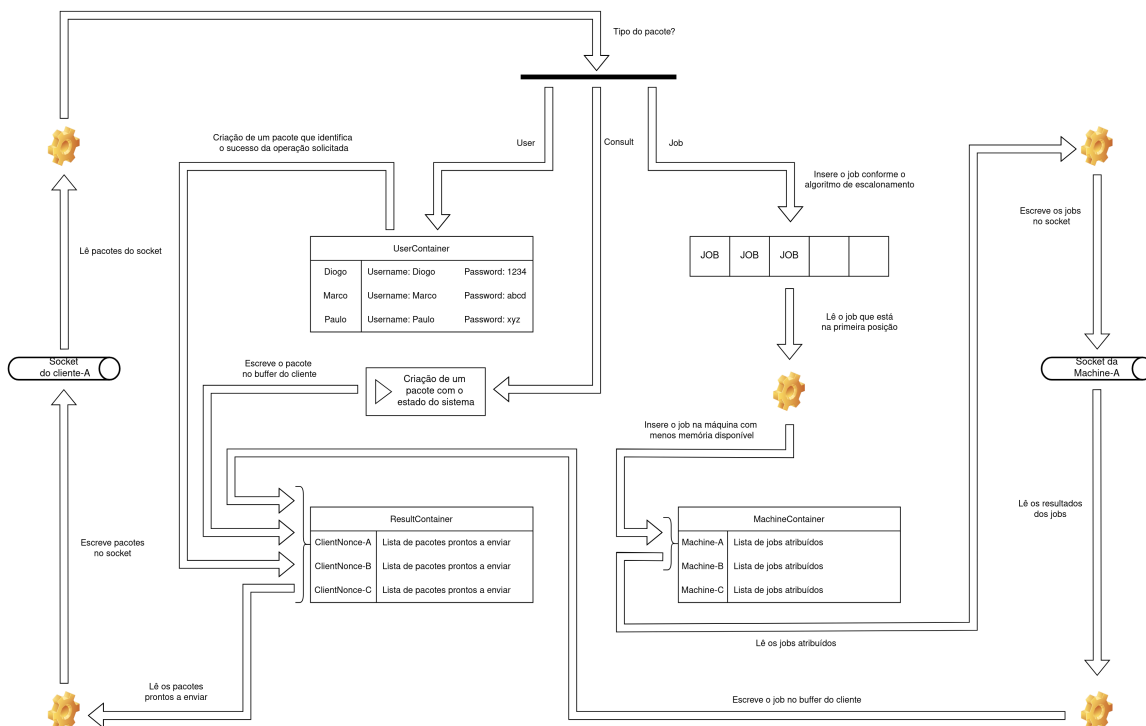 Tipo do pacote?
Criação de um pacote que identifica
o sucesso da operação solicitada
User
Consult
Job
Insere o job conforme o
algoritmo de escalonamento
Escreve os jobs
no socket
Lê pacotes do socket
UserContainer
Diogo Username: Diogo Password: 1234
Marco Username: Marco Password: abcd
Paulo Username: Paulo Password: xyz
JOB JOB JOB
Lê o job que está
na primeira posição
Socket
do cliente-A
Escreve o pacote
no buffer do cliente
Criação de um
pacote com o
estado do sistema
Socket da
Machine-A
Insere o job na máquina com
menos memória disponível
Lê os resultados
dos jobs
Escreve pacotes
no socket
ResultContainer
ClientNonce-A Lista de pacotes prontos a enviar
ClientNonce-B Lista de pacotes prontos a enviar
ClientNonce-C Lista de pacotes prontos a enviar
MachineContainer
Machine-A Lista de jobs atribuídos
Machine-B Lista de jobs atribuídos
Machine-C Lista de jobs atribuídos
Lê os jobs atribuídos
Lê os pacotes
prontos a enviar
Escreve o job no buffer do cliente